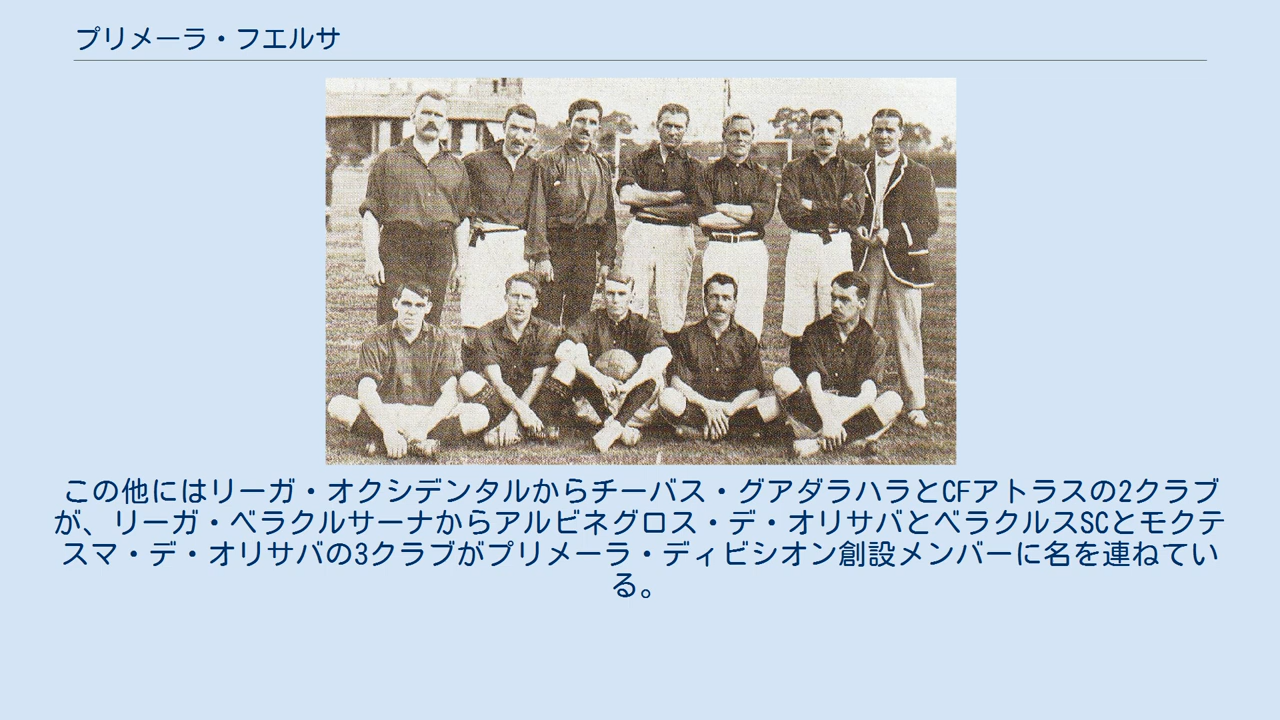 プリメーラ・フエルサ
この他にはリーガ・オクシデンタルからチーバス・グアダラハラとCFアトラスの2クラブ
が、リーガ・ベラクルサーナからアルビネグロス・デ・オリサバとベラクルスSCとモクテ
スマ・デ・オリサバの3クラブがプリメーラ・ディビシオン創設メンバーに名を連ねてい
る。